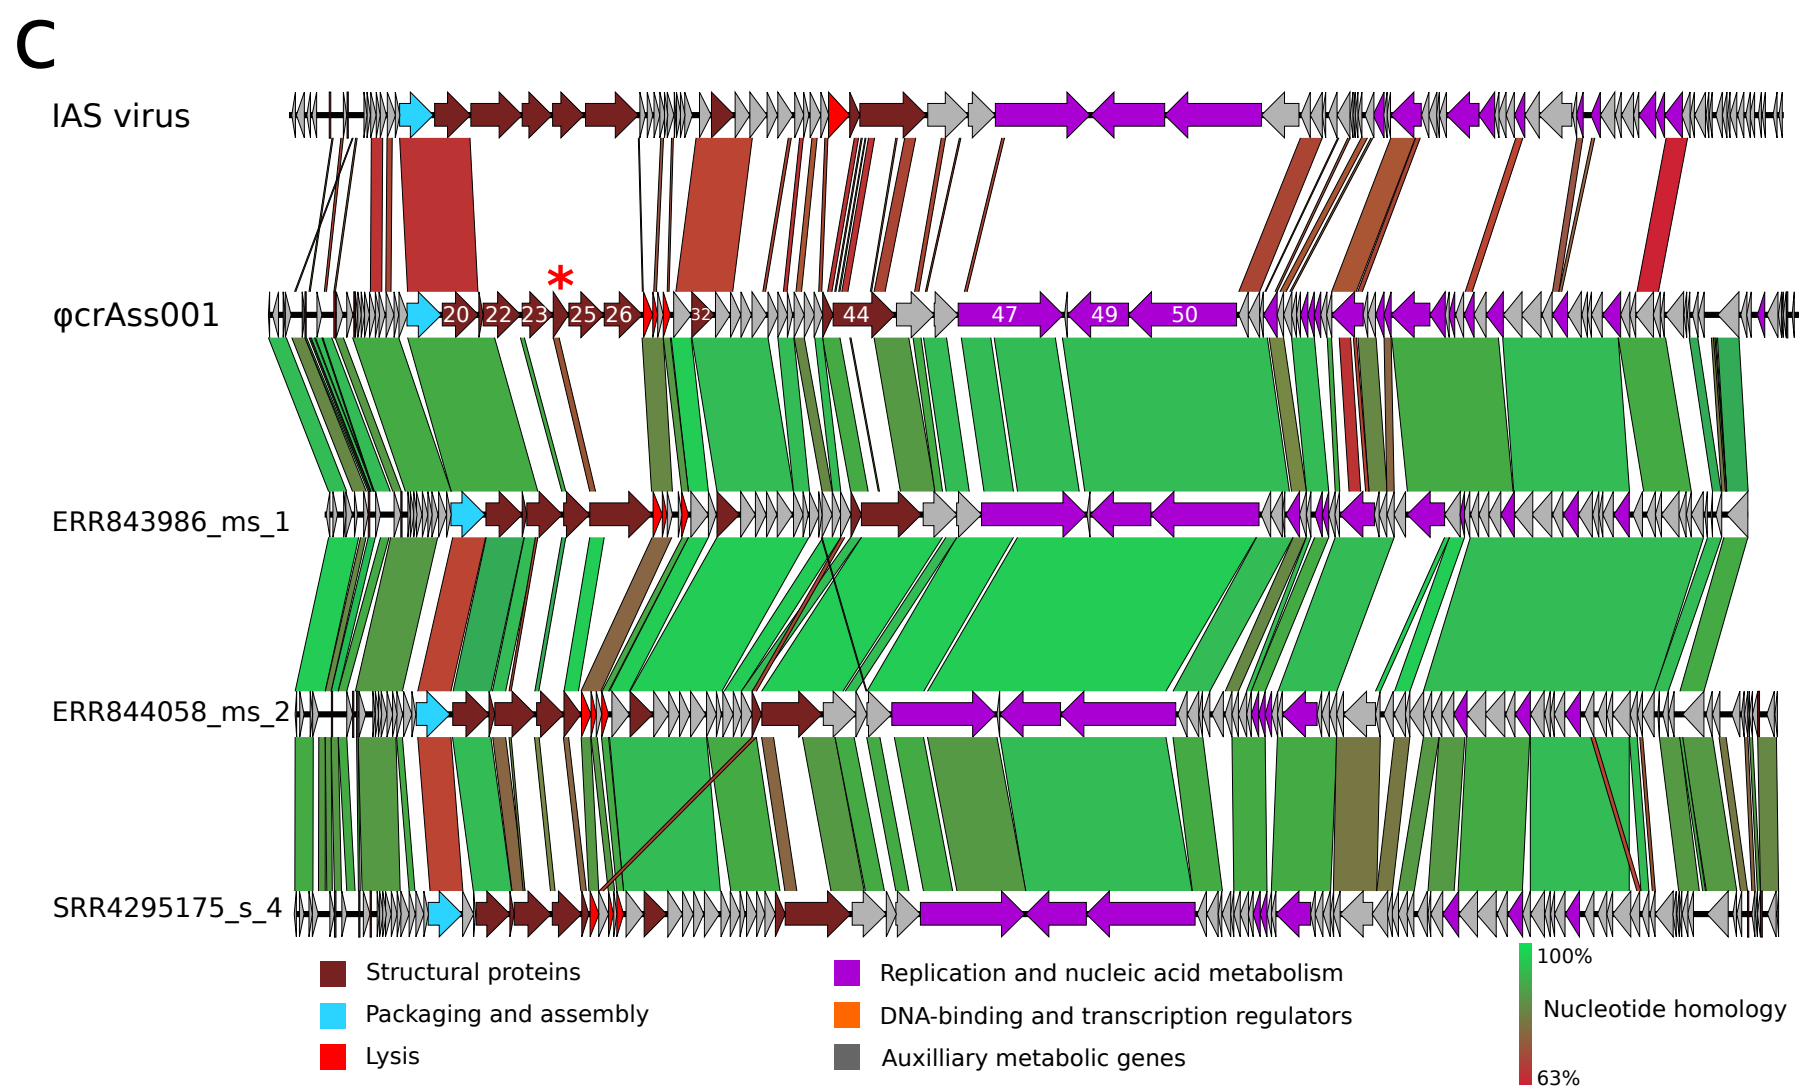 C
IAS virus
*
φcrAss001
20 22 23 25 26 32 44 47 49 50
ERR843986_ms_1
ERR844058_ms_2
SRR4295175_s_4
Structural proteins
Packaging and assembly
Lysis
Replication and nucleic acid metabolism
DNA-binding and transcription regulators
Auxilliary metabolic genes
100%
Nucleotide homology
63%